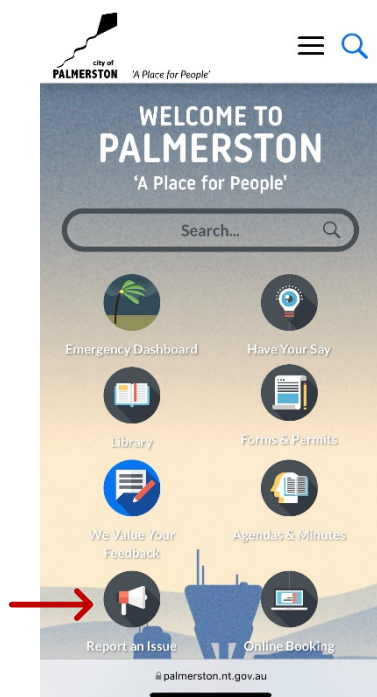 city of
PALMERSTON 'A Place for People'
WELCOME TO
PALMERSTON
'A Place for People'
Search...
Emergency Dashboard
Have Your Say
Library
Forms & Permits
We Value Your
Feedback
Agendas & Minutes
Report an Issue
Online Booking
palmerston.nt.gov.au